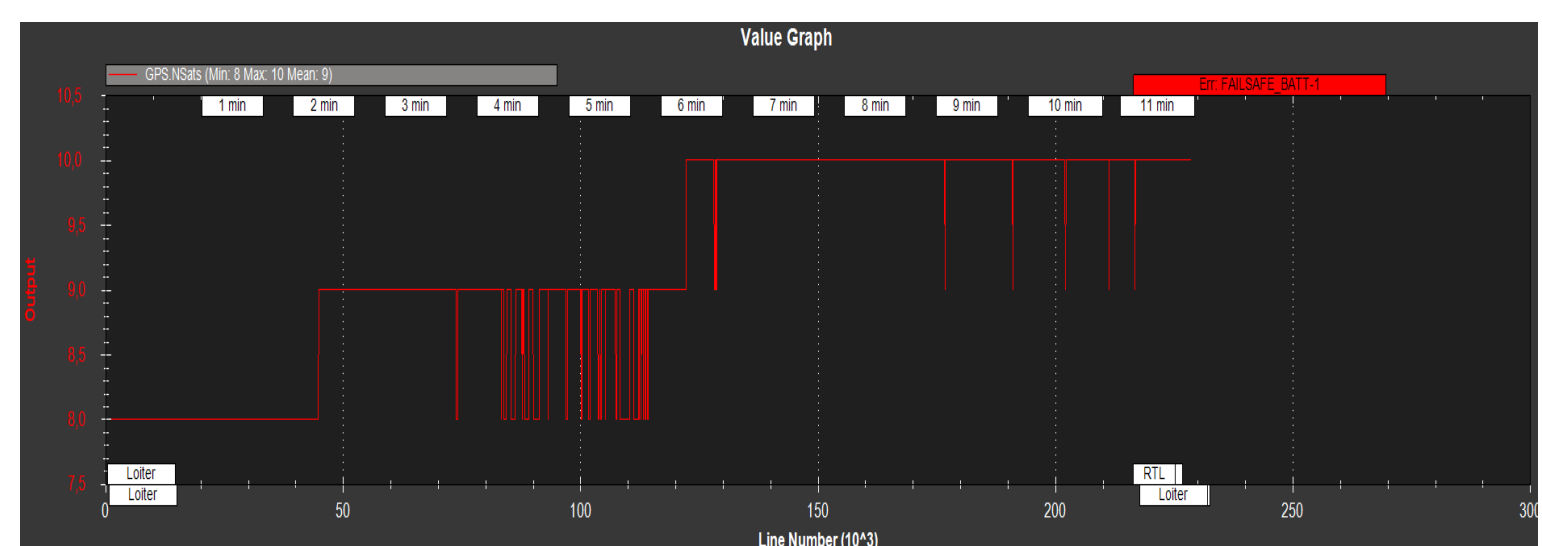 Value Graph
GPS.NSats (Min: 8 Max: 10 Mean: 9)
Err: FAILSAFE_BATT-1
1 min 2 min 3 min 4 min 5 min 6 min 7 min 8 min 9 min 10 min 11 min
10,5
10,0
9,5
9,0
8,5
8,0
7,5
Output
Loiter RTL
Loiter Loiter
0 50 100 150 200 250 300
Line Number (10^3)